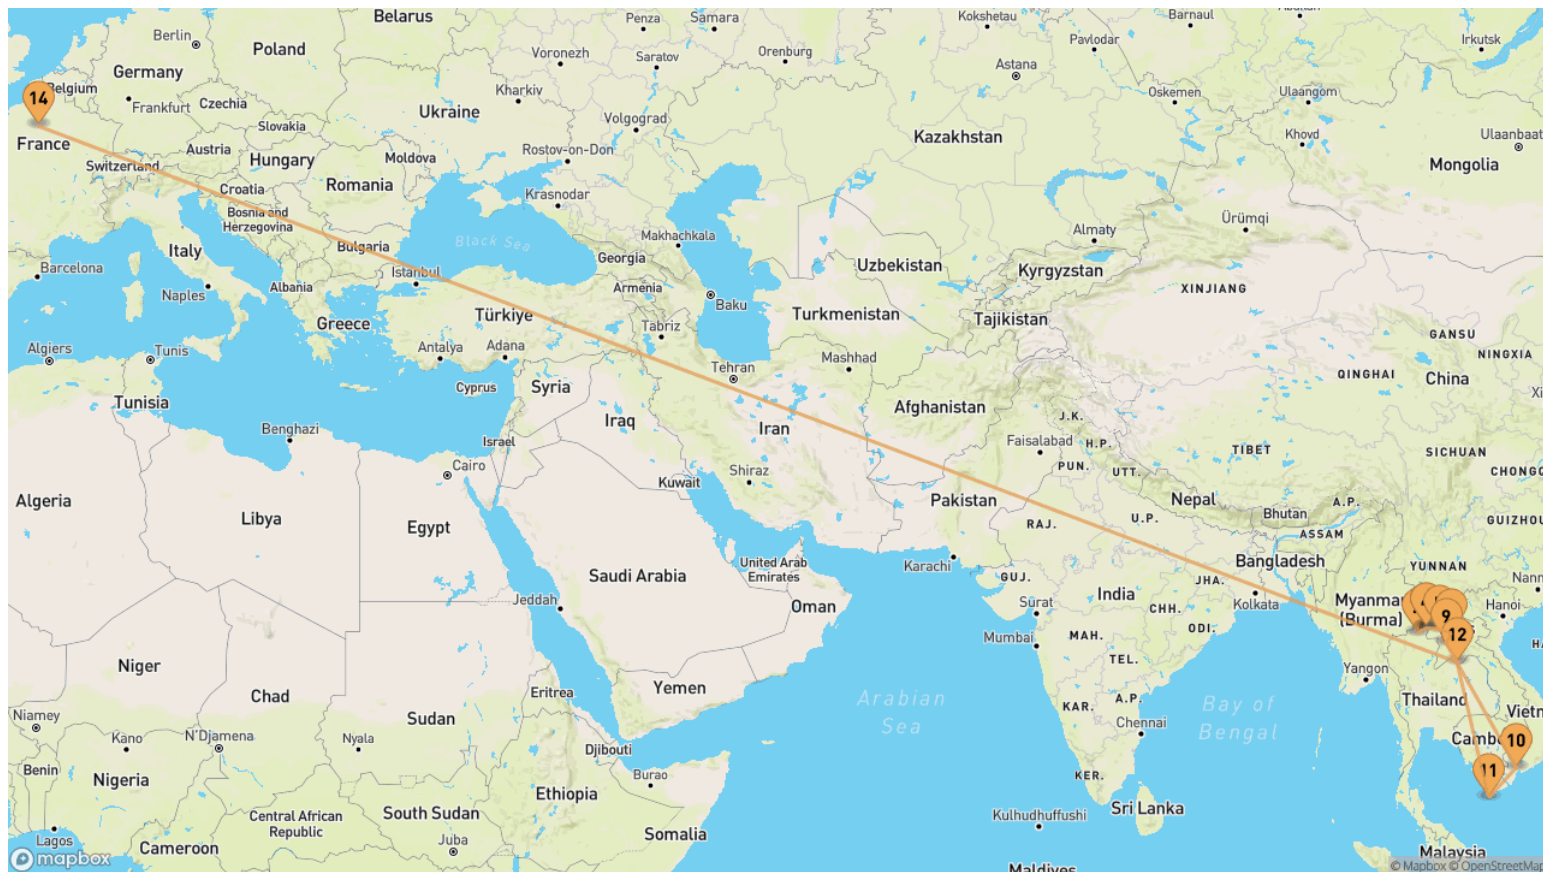 Belarus
Penza
Samara
Kokshetau
Barnaul
Berlin
Poland
Voronezh
Saratov
Orenburg
Pavlodar
Astana
Irkutsk
Germany
Belgium
Frankfurt
Czechia
Ukraine
Kharkiv
Volgograd
Oskemen
Ulaangom
14
France
Slovakia
Austria
Hungary
Moldova
Rostov-on-Don
Kazakhstan
Khovd
Ulaanbaat
Mongolia
Switzerland
Croatia
Romania
Krasnodar
Bosnia and
Herzegovina
Italy
Bulgaria
Black Sea
Makhachkala
Georgia
Almaty
Ürümqi
Uzbekistan
Kyrgyzstan
Barcelona
Naples
Albania
Istanbul
Armenia
Baku
XINJIANG
Greece
Türkiye
Turkmenistan
Tajikistan
Algiers
Tunis
Antalya
Adana
Tabriz
Tehran
Mashhad
GANSU
NINGXIA
QINGHAI
China
Tunisia
Cyprus
Syria
Afghanistan
J.K.
Benghazi
Israel
Iraq
Iran
Faisalabad
H.P.
TIBET
SICHUAN
Cairo
Kuwait
Shiraz
PUN.
UTT.
CHONGQ
Algeria
Libya
Egypt
Pakistan
Nepal
Bhutan
A.P.
GUIZHOU
RAJ.
U.P.
ASSAM
Saudi Arabia
United Arab
Emirates
Karachi
GUJ.
Bangladesh
YUNNAN
Jeddah
Oman
Surat
India
JHA.
Kolkata
CHH.
Myanmar
(Burma)
9
Hanoi
Nann
Mumbai
MAH.
ODI.
12
Niger
Chad
Sudan
Eritrea
Yemen
Arabian
Sea
TEL.
Yangon
KAR.
A.P.
Bay of
Bengal
Thailand
Vietn
Niamey
Kano
N'Djamena
Nyala
Djibouti
Chennai
Camb
10
11
Benin
Nigeria
Burao
Ethiopia
KER.
Central African
Republic
South Sudan
Sri Lanka
Kulhudhuffushi
Lagos
Cameroon
Juba
Somalia
Maldives
Malaysia
mapbox
© Mapbox © OpenStreetMap